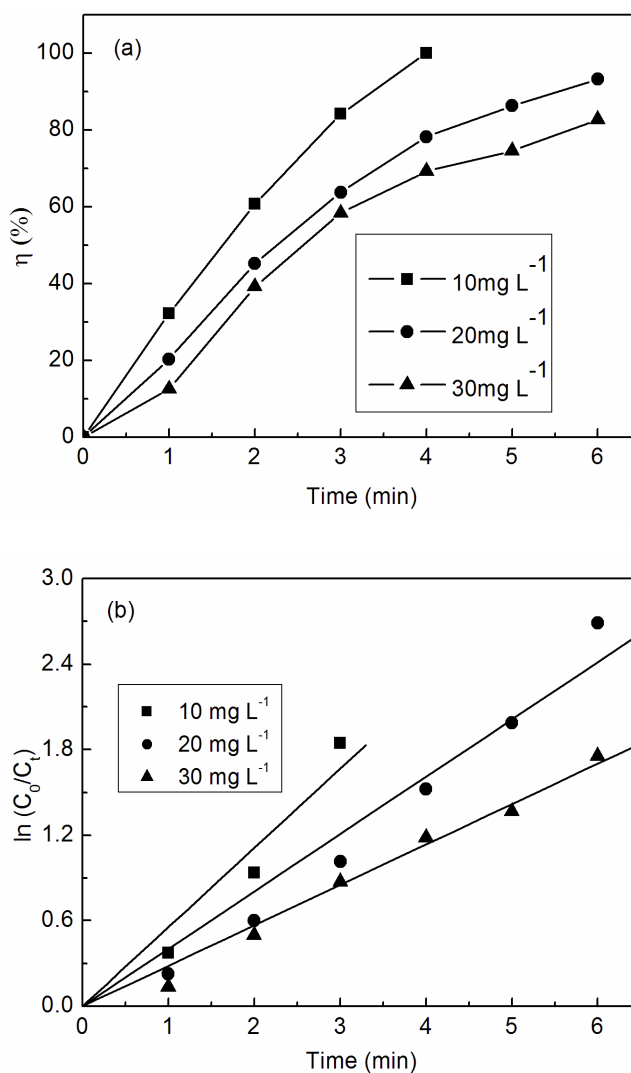 (a)
100
80
60
40
20
0
η (%)
10mg L⁻¹
20mg L⁻¹
30mg L⁻¹
0 1 2 3 4 5 6
Time (min)
(b)
3.0
2.4
1.8
1.2
0.6
0.0
ln (C₀/Cₜ)
10 mg L⁻¹
20 mg L⁻¹
30 mg L⁻¹
0 1 2 3 4 5 6
Time (min)